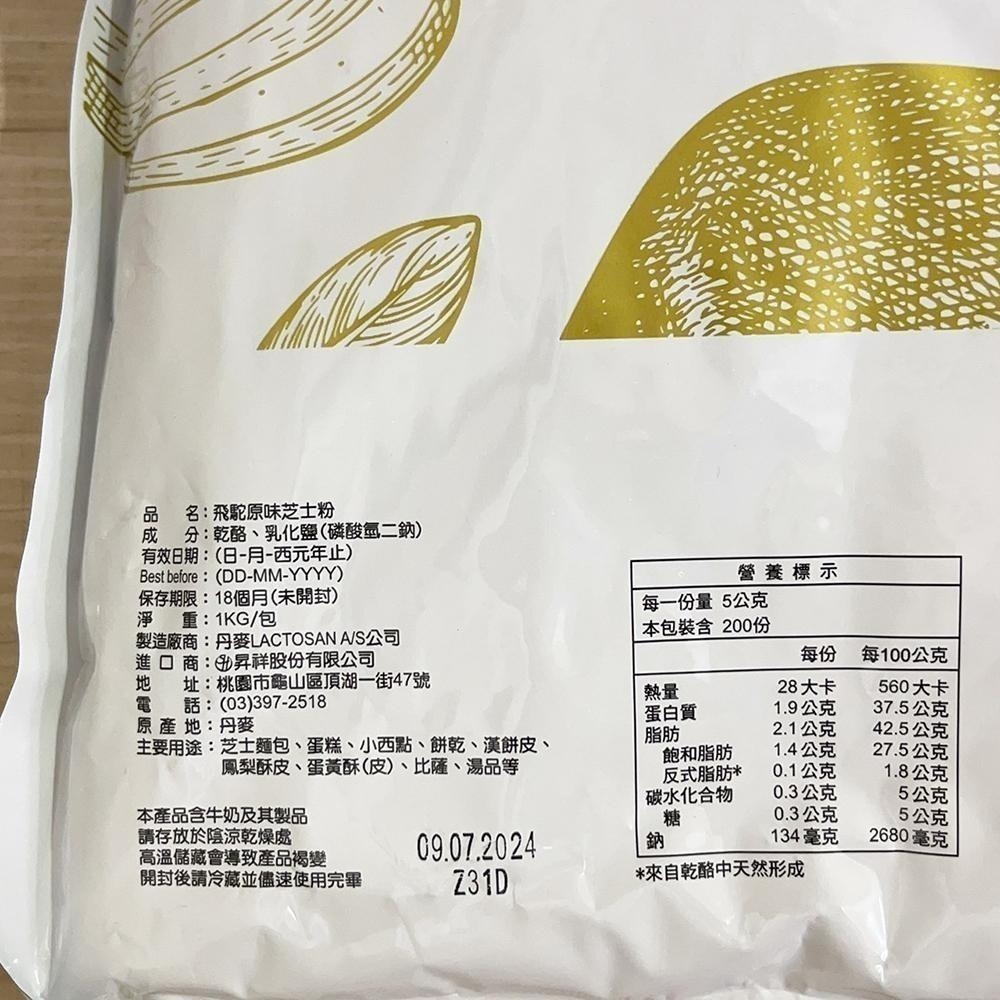 品　　名：飛駝原味芝士粉
成　　分：乾酪、乳化鹽(磷酸氫二鈉)
有效日期：(日-月-西元年止)
Best before：(DD-MM-YYYY)
保存期限：18個月(未開封)
淨　　重：1KG/包
製造廠商：丹麥LACTOSAN A/S公司
進 口 商：昇祥股份有限公司
地　　址：桃園市龜山區頂湖一街47號
電　　話：(03)397-2518
原 產 地：丹麥
主要用途：芝士麵包、蛋糕、小西點、餅乾、漢餅皮、
鳳梨酥皮、蛋黃酥(皮)、比薩、湯品等
本產品含牛奶及其製品
請存放於陰涼乾燥處
高溫儲藏會導致產品褐變
開封後請冷藏並儘速使用完畢
09.07.2024
Z31D
營養標示
每一份量 5公克
本包裝含 200份
每份 每100公克
熱量 28大卡 560大卡
蛋白質 1.9公克 37.5公克
脂肪 2.1公克 42.5公克
飽和脂肪 1.4公克 27.5公克
反式脂肪* 0.1公克 1.8公克
碳水化合物 0.3公克 5公克
糖 0.3公克 5公克
鈉 134毫克 2680毫克
*來自乾酪中天然形成